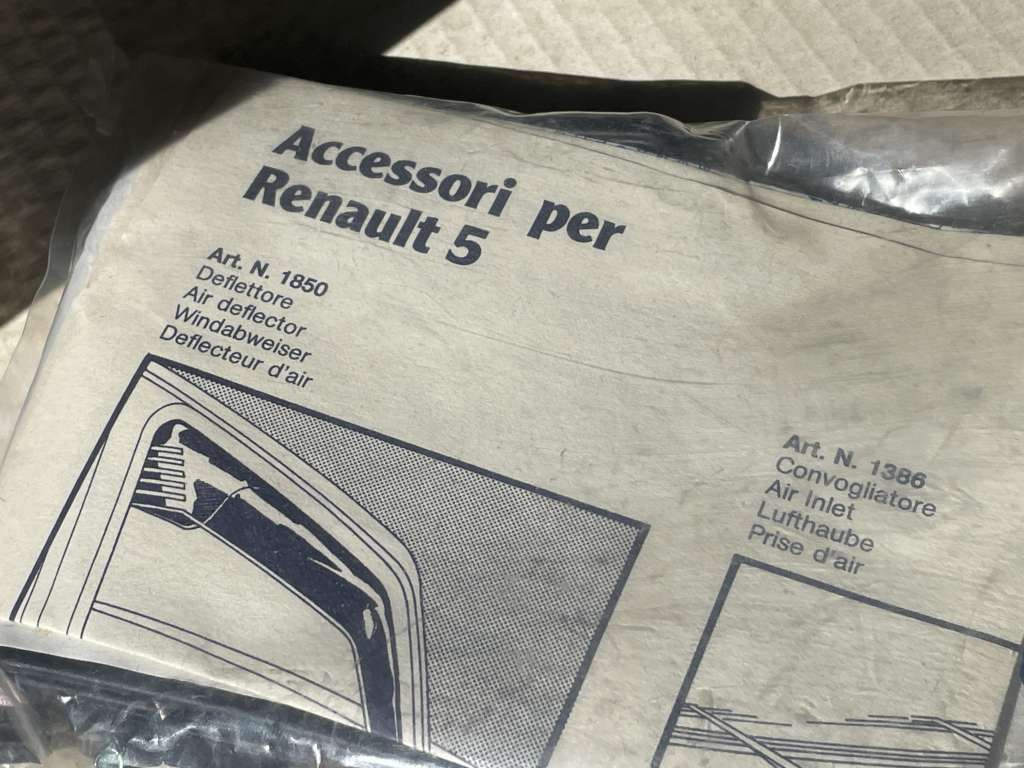 Accessori per
Renault 5
Art. N. 1850
Deflettore
Air deflector
Windabweiser
Deflecteur d'air
Art. N. 1386
Convogliatore
Air Inlet
Lufthaube
Prise d'air